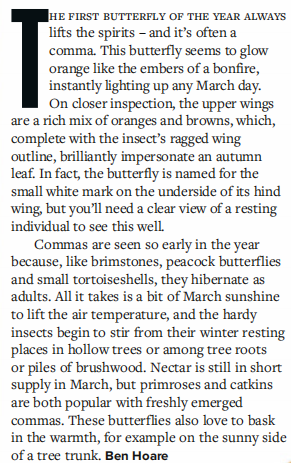 THE FIRST BUTTERFLY OF THE YEAR ALWAYS
lifts the spirits – and it's often a
comma. This butterfly seems to glow
orange like the embers of a bonfire,
instantly lighting up any March day.
On closer inspection, the upper wings
are a rich mix of oranges and browns, which,
complete with the insect's ragged wing
outline, brilliantly impersonate an autumn
leaf. In fact, the butterfly is named for the
small white mark on the underside of its hind
wing, but you'll need a clear view of a resting
individual to see this well.
Commas are seen so early in the year
because, like brimstones, peacock butterflies
and small tortoiseshells, they hibernate as
adults. All it takes is a bit of March sunshine
to lift the air temperature, and the hardy
insects begin to stir from their winter resting
places in hollow trees or among tree roots
or piles of brushwood. Nectar is still in short
supply in March, but primroses and catkins
are both popular with freshly emerged
commas. These butterflies also love to bask
in the warmth, for example on the sunny side
of a tree trunk. Ben Hoare